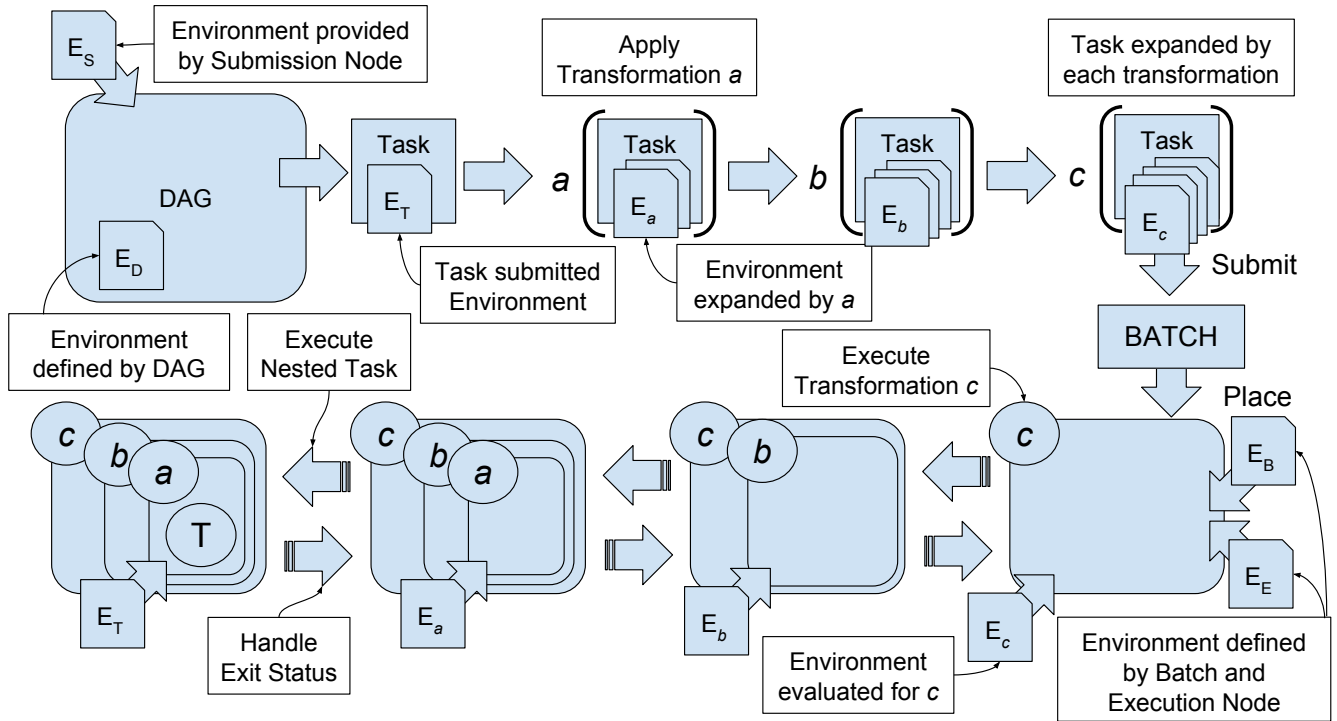 E_S
Environment provided
by Submission Node
Apply
Transformation a
Task expanded by
each transformation
DAG
E_D
Task
E_T
a
Task
E_a
b
Task
E_b
c
Task
E_c
Task submitted
Environment
Environment
expanded by a
Submit
Environment
defined by DAG
Execute
Nested Task
Execute
Transformation c
BATCH
Place
c
b
a
T
E_T
c
b
a
E_a
c
b
E_b
c
E_c
E_B
E_E
Handle
Exit Status
Environment
evaluated for c
Environment defined
by Batch and
Execution Node